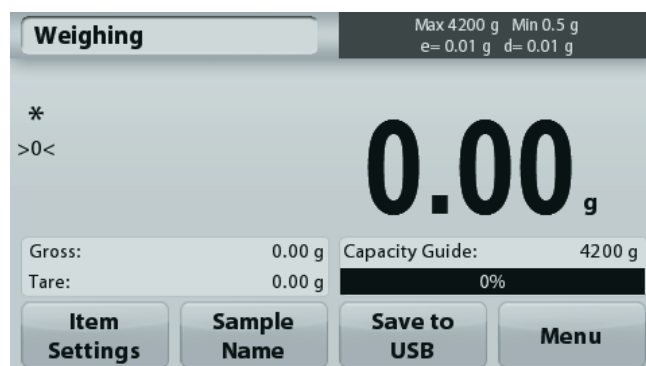 Weighing
Max 4200 g Min 0.5 g
e= 0.01 g d= 0.01 g
*
>0<
0.00 g
Gross: 0.00 g
Tare: 0.00 g
Capacity Guide: 4200 g
0%
Item
Settings
Sample
Name
Save to
USB
Menu